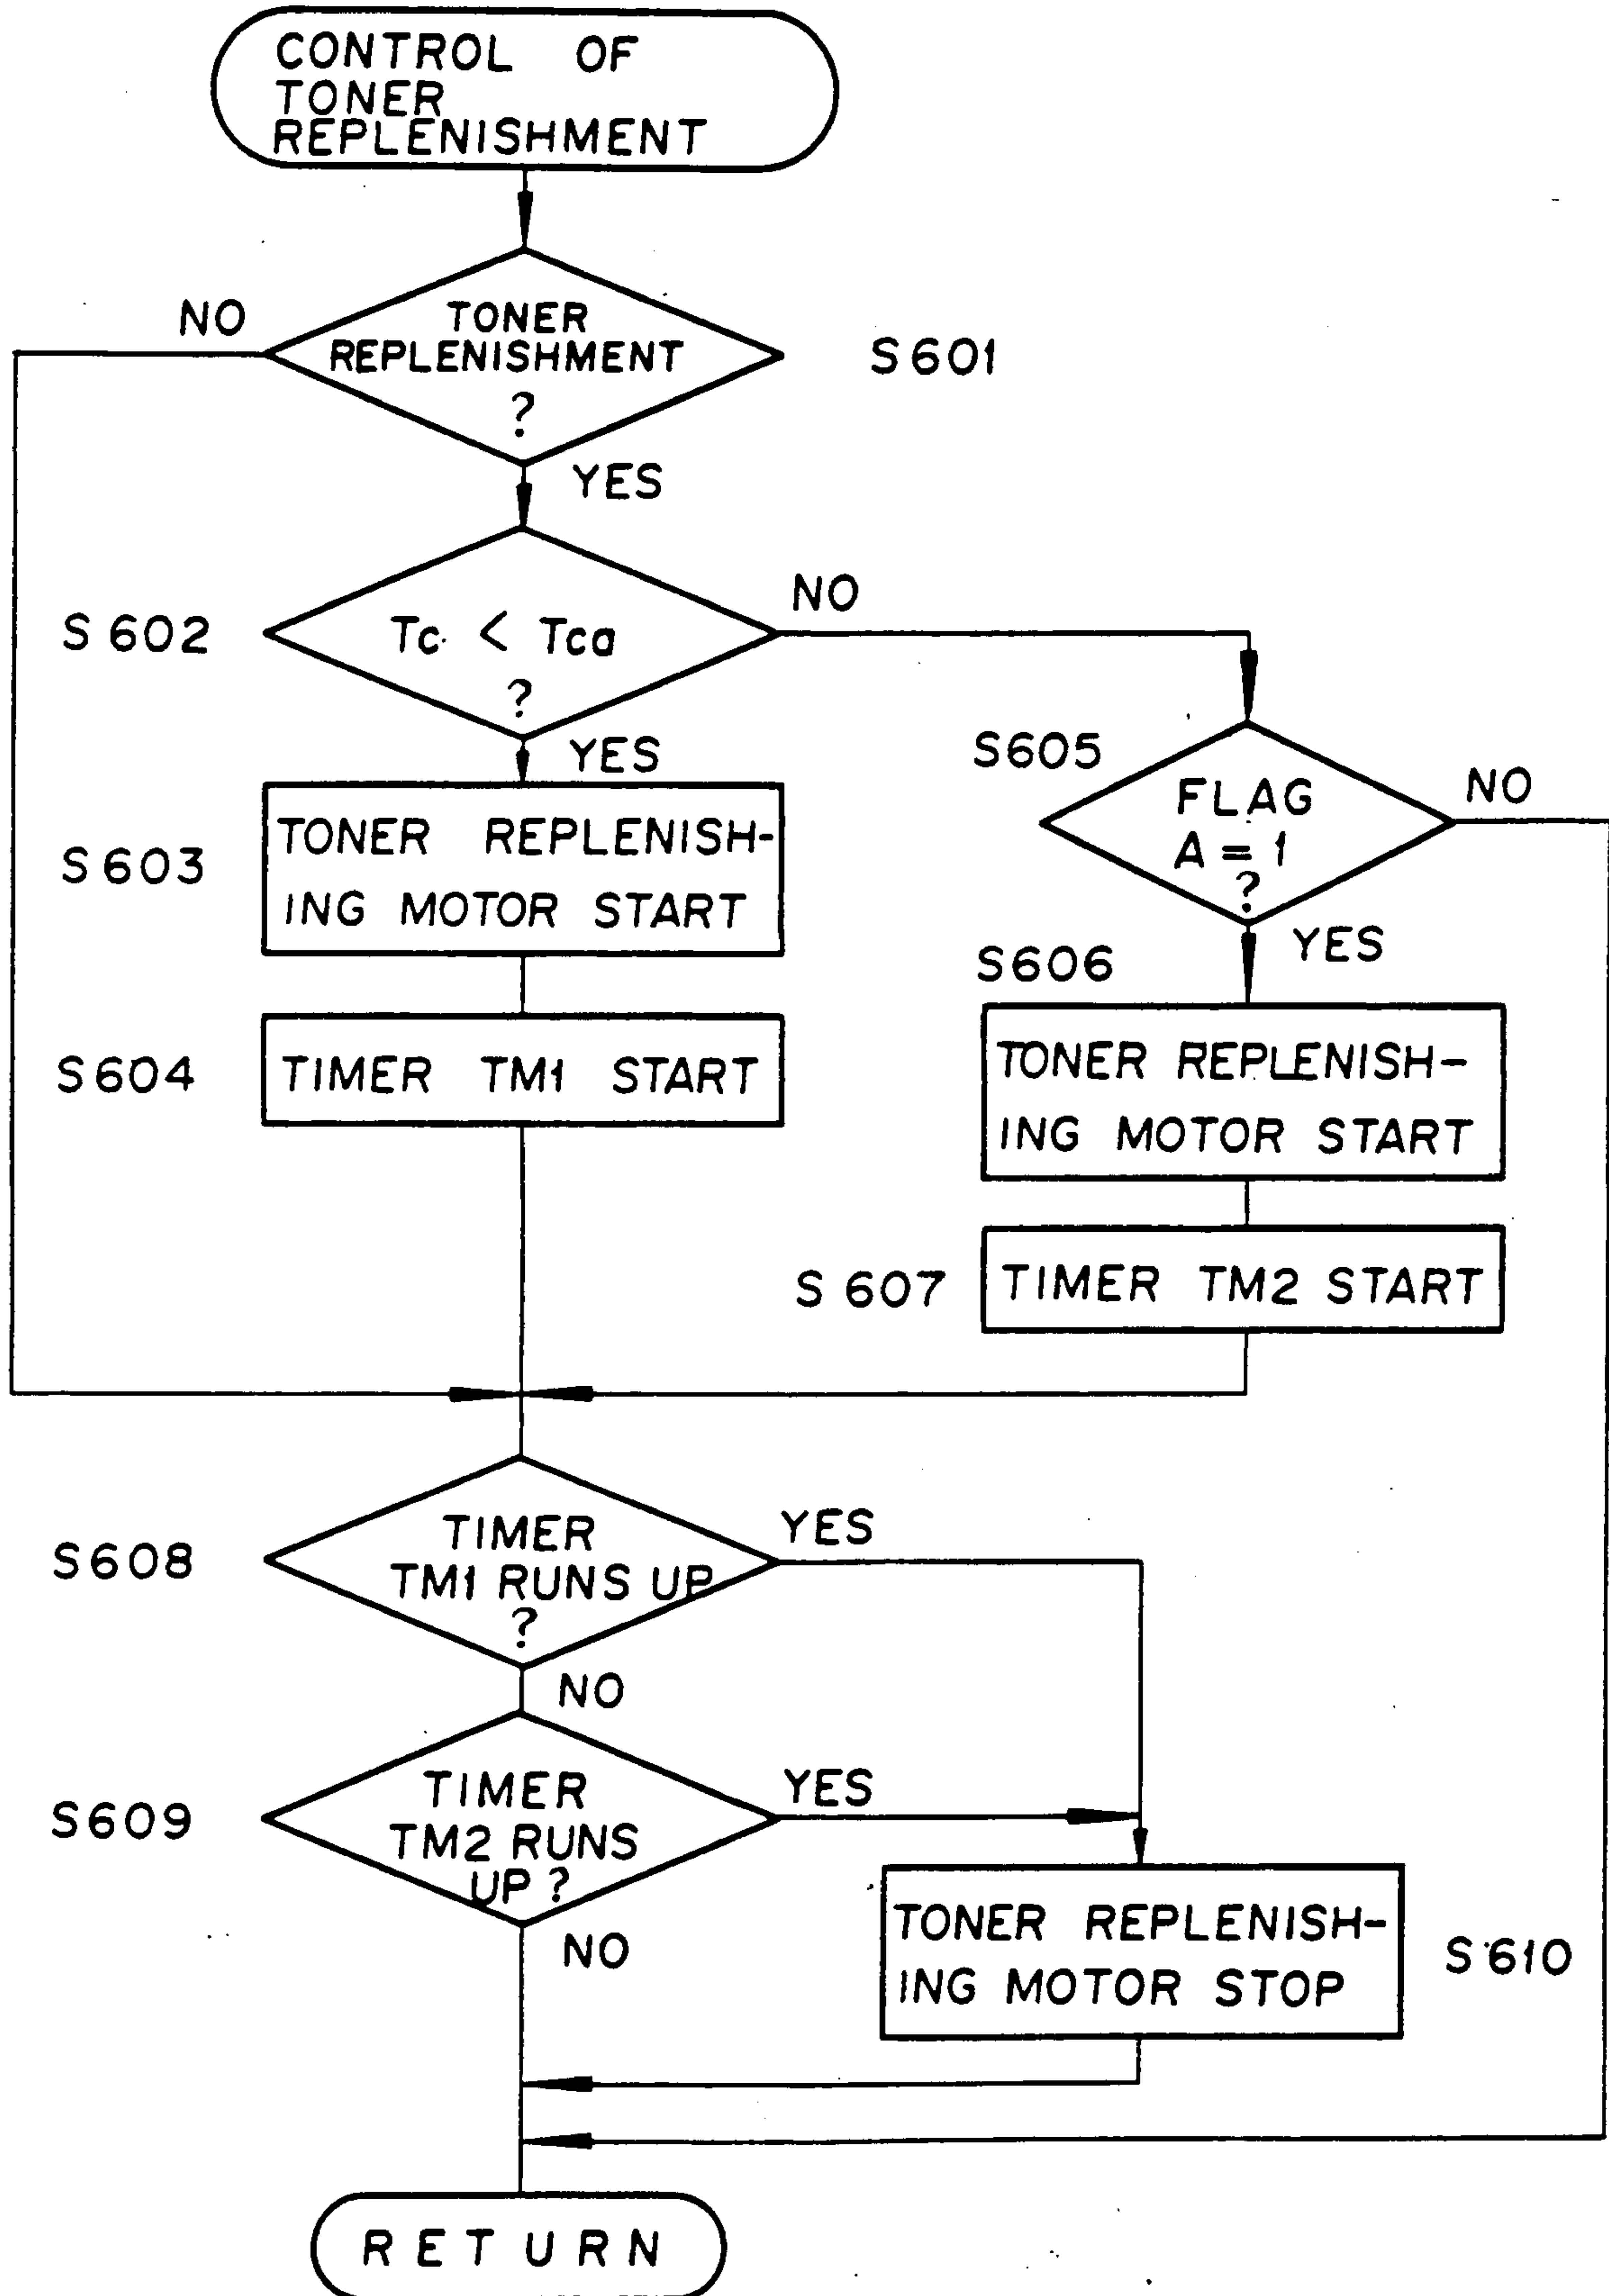 CONTROL OF
TONER
REPLENISHMENT
NO
TONER
REPLENISHMENT
?
S601
YES
S602
Tc < Tca
?
NO
YES
S603
TONER REPLENISH-
ING MOTOR START
S604
TIMER TM1 START
S605
FLAG
A = 1
?
NO
YES
S606
TONER REPLENISH-
ING MOTOR START
S607
TIMER TM2 START
S608
TIMER
TM1 RUNS UP
?
YES
NO
S609
TIMER
TM2 RUNS
UP ?
YES
NO
TONER REPLENISH-
ING MOTOR STOP
S610
RETURN